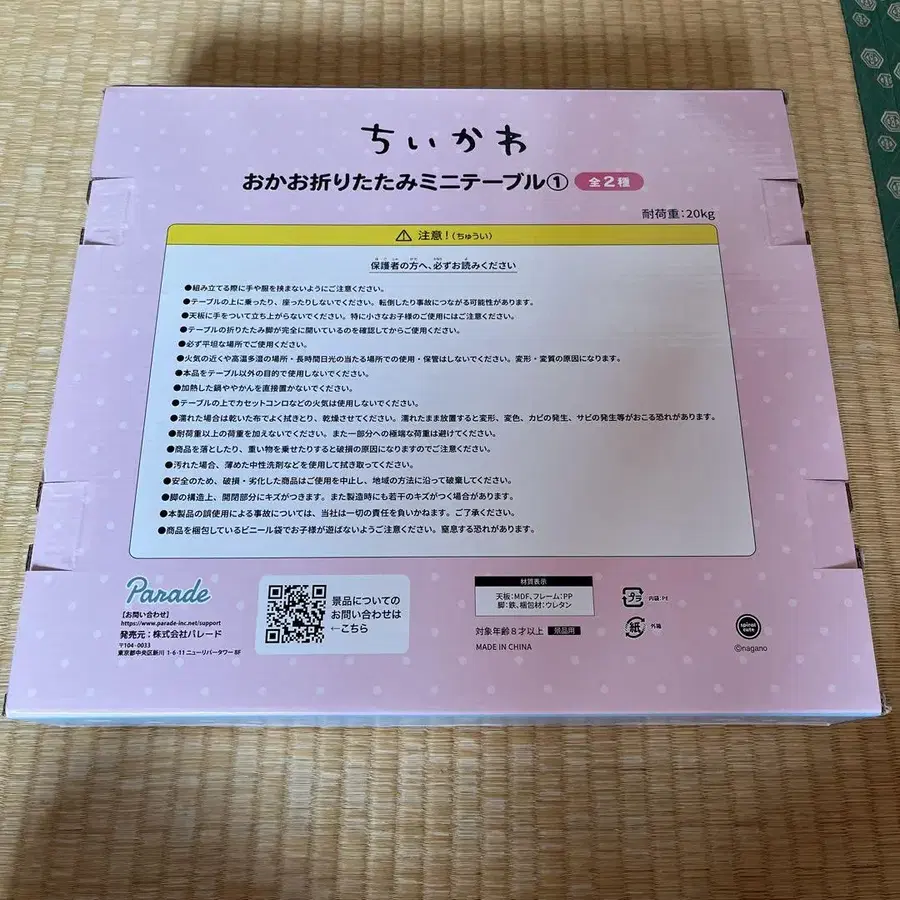 ちいかわ
おかお折りたたみミニテーブル① 全2種
耐荷重:20kg
注意!(ちゅうい)
保護者の方へ、必ずお読みください
●組み立てる際に手や服を挟まないようにご注意ください。
●テーブルの上に乗ったり、座ったりしないでください。転倒したり事故につながる可能性があります。
●天板に手をついて立ち上がらないでください。特に小さなお子様のご使用にはご注意ください。
●テーブルの折りたたみ脚が完全に開いているのを確認してからご使用ください。
●必ず平坦な場所でご使用ください。
●火気の近くや高温多湿の場所・長時間日光の当たる場所での使用・保管はしないでください。変形・変質の原因になります。
●本品をテーブル以外の目的で使用しないでください。
●加熱した鍋ややかんを直接置かないでください。
●テーブルの上でカセットコンロなどの火気は使用しないでください。
●濡れた場合は乾いた布でよく拭きとり、乾燥させてください。濡れたまま放置すると変形、変色、カビの発生、サビの発生等がおこる恐れがあります。
●耐荷重以上の荷重を加えないでください。また一部分への極端な荷重は避けてください。
●商品を落としたり、重い物を乗せたりすると破損の原因になりますのでご注意ください。
●汚れた場合、薄めた中性洗剤などを使用して拭き取ってください。
●安全のため、破損・劣化した商品はご使用を中止し、地域の方法に沿って破棄してください。
●脚の構造上、開閉部分にキズがつきます。また製造時にも若干のキズがつく場合があります。
●本製品の誤使用による事故については、当社は一切の責任を負いかねます。ご了承ください。
●商品を梱包しているビニール袋でお子様が遊ばないようご注意ください。窒息する恐れがあります。
Parade
【お問い合わせ】
https://www.parade-inc.net/support
発売元:株式会社パレード
〒104-0033
東京都中央区新川 1-6-11 ニューリバータワー 8F
景品についての
お問い合わせは
←こちら
材質表示
天板:MDF、フレーム:PP
脚:鉄、梱包材:ウレタン
対象年齢8才以上 景品用
MADE IN CHINA
プラ 内袋:PE
紙 外箱
spiral cute
©nagano